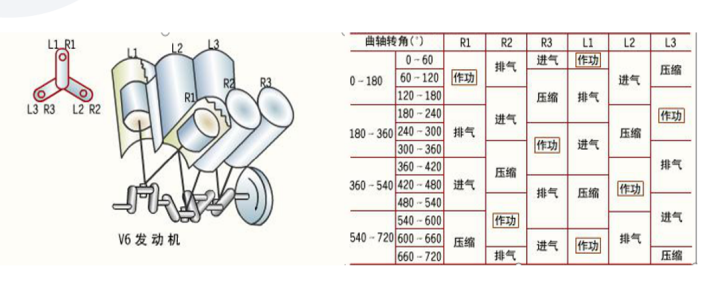 L1 R1
L3 R3 L2 R2
L1 L2 L3
R1 R2 R3
V6发动机
曲轴转角(°) R1 R2 R3 L1 L2 L3
0-180 0-60 作功 排气 进气 作功 进气 压缩
60-120 压缩 排气
120-180 进气 作功
180-360 180-240 排气 压缩
240-300 作功 进气
300-360 压缩 排气
360-540 360-420 进气 作功
420-480 排气 压缩
480-540 作功 进气
540-720 540-600 压缩 排气
600-660 进气 作功
660-720 排气 压缩